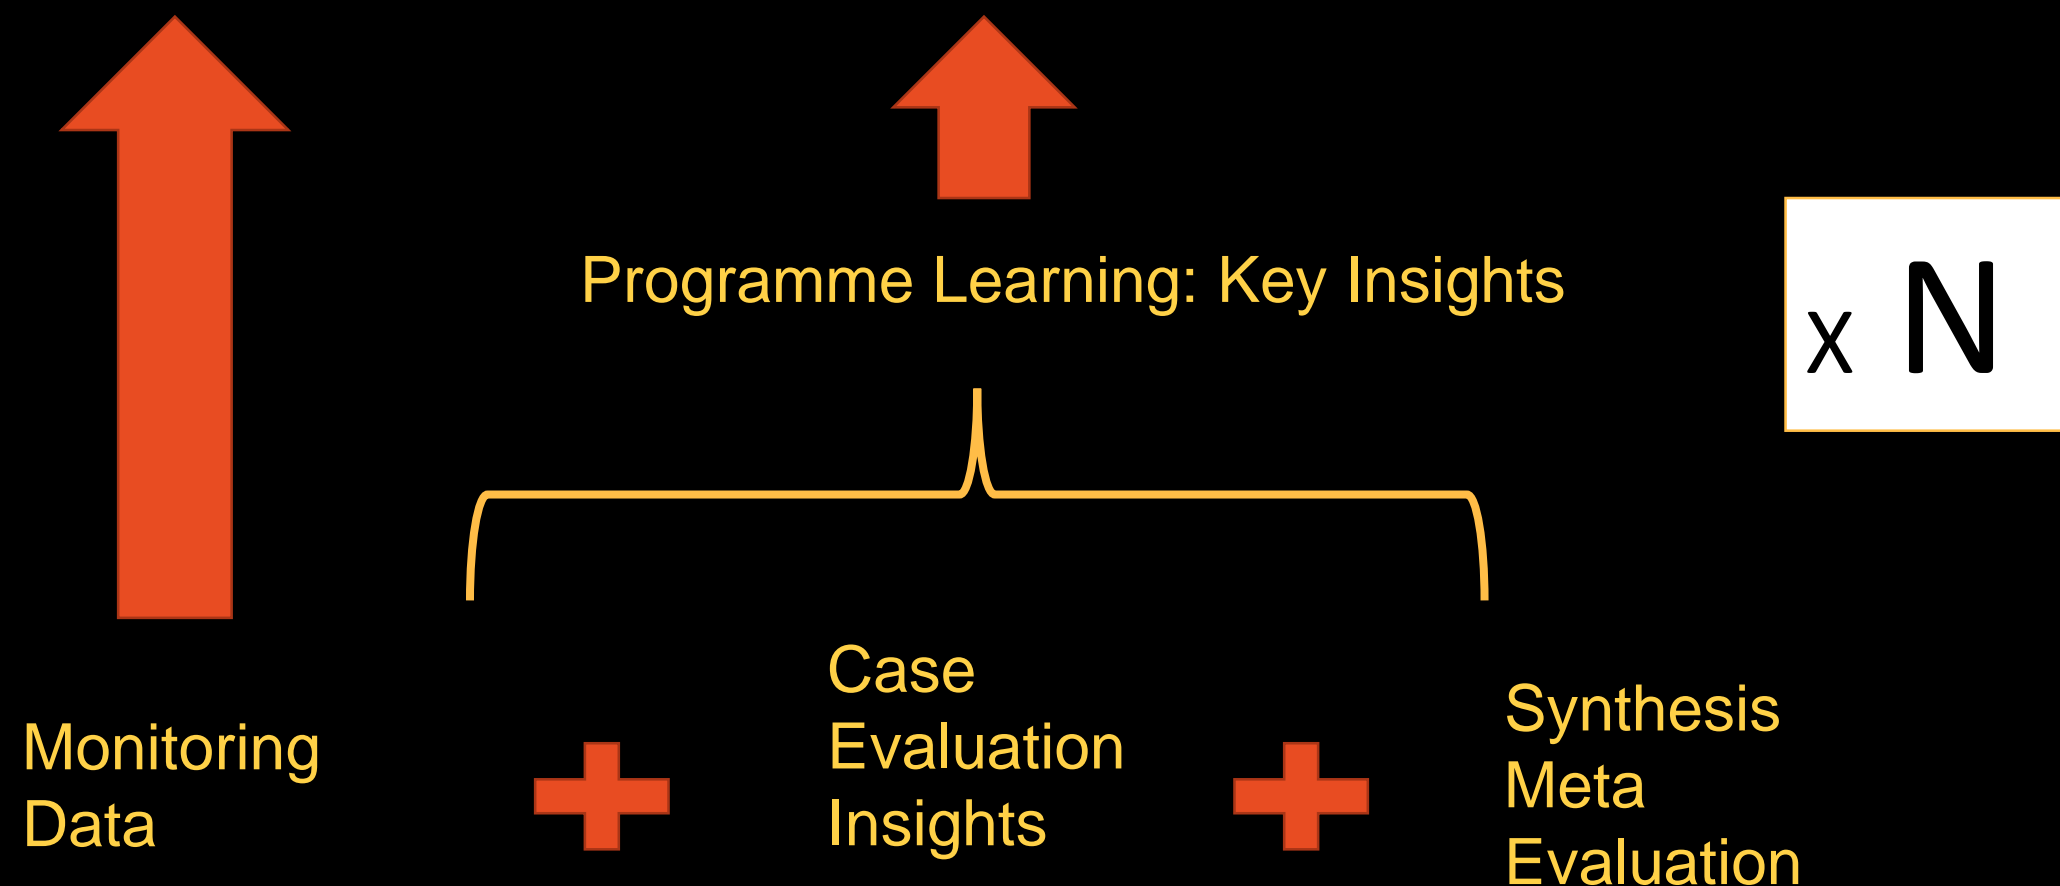 Programme Learning: Key Insights
x N
Monitoring
Data
Case
Evaluation
Insights
Synthesis
Meta
Evaluation